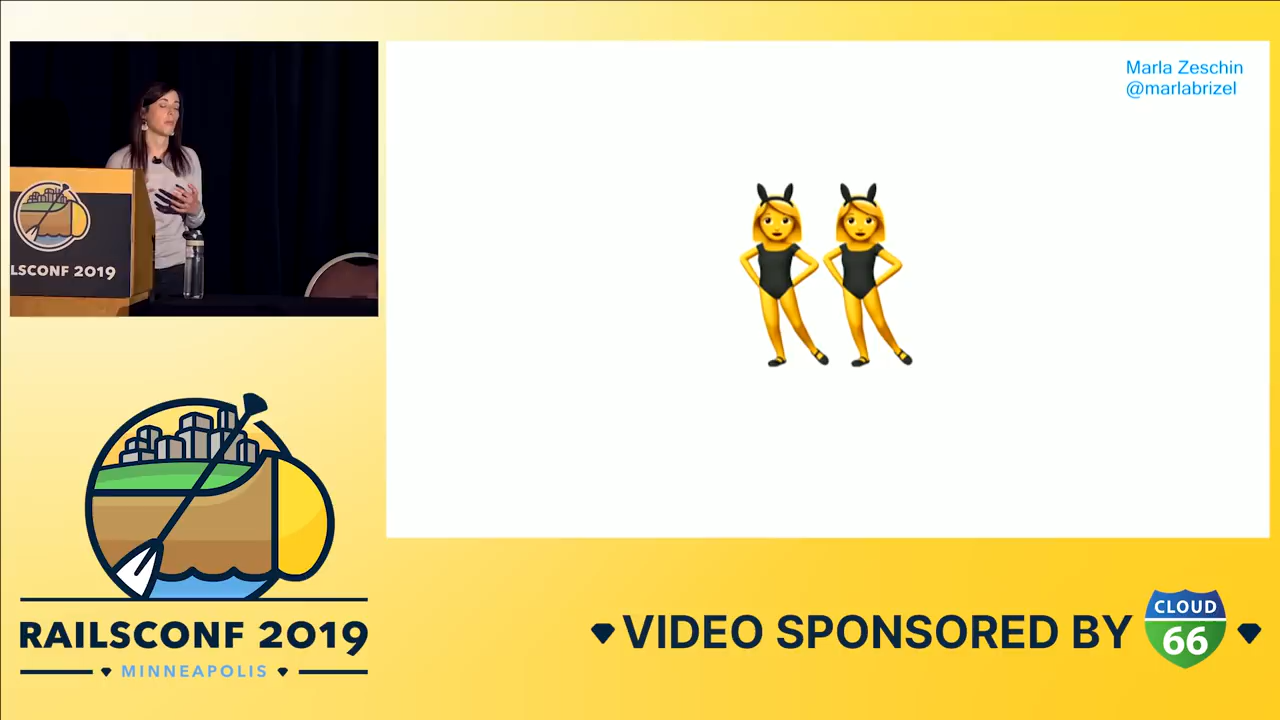 Marla Zeschin
@marlabrizel
LSCONF 2019
RAILSCONF 2019
MINNEAPOLIS
VIDEO SPONSORED BY
CLOUD
66